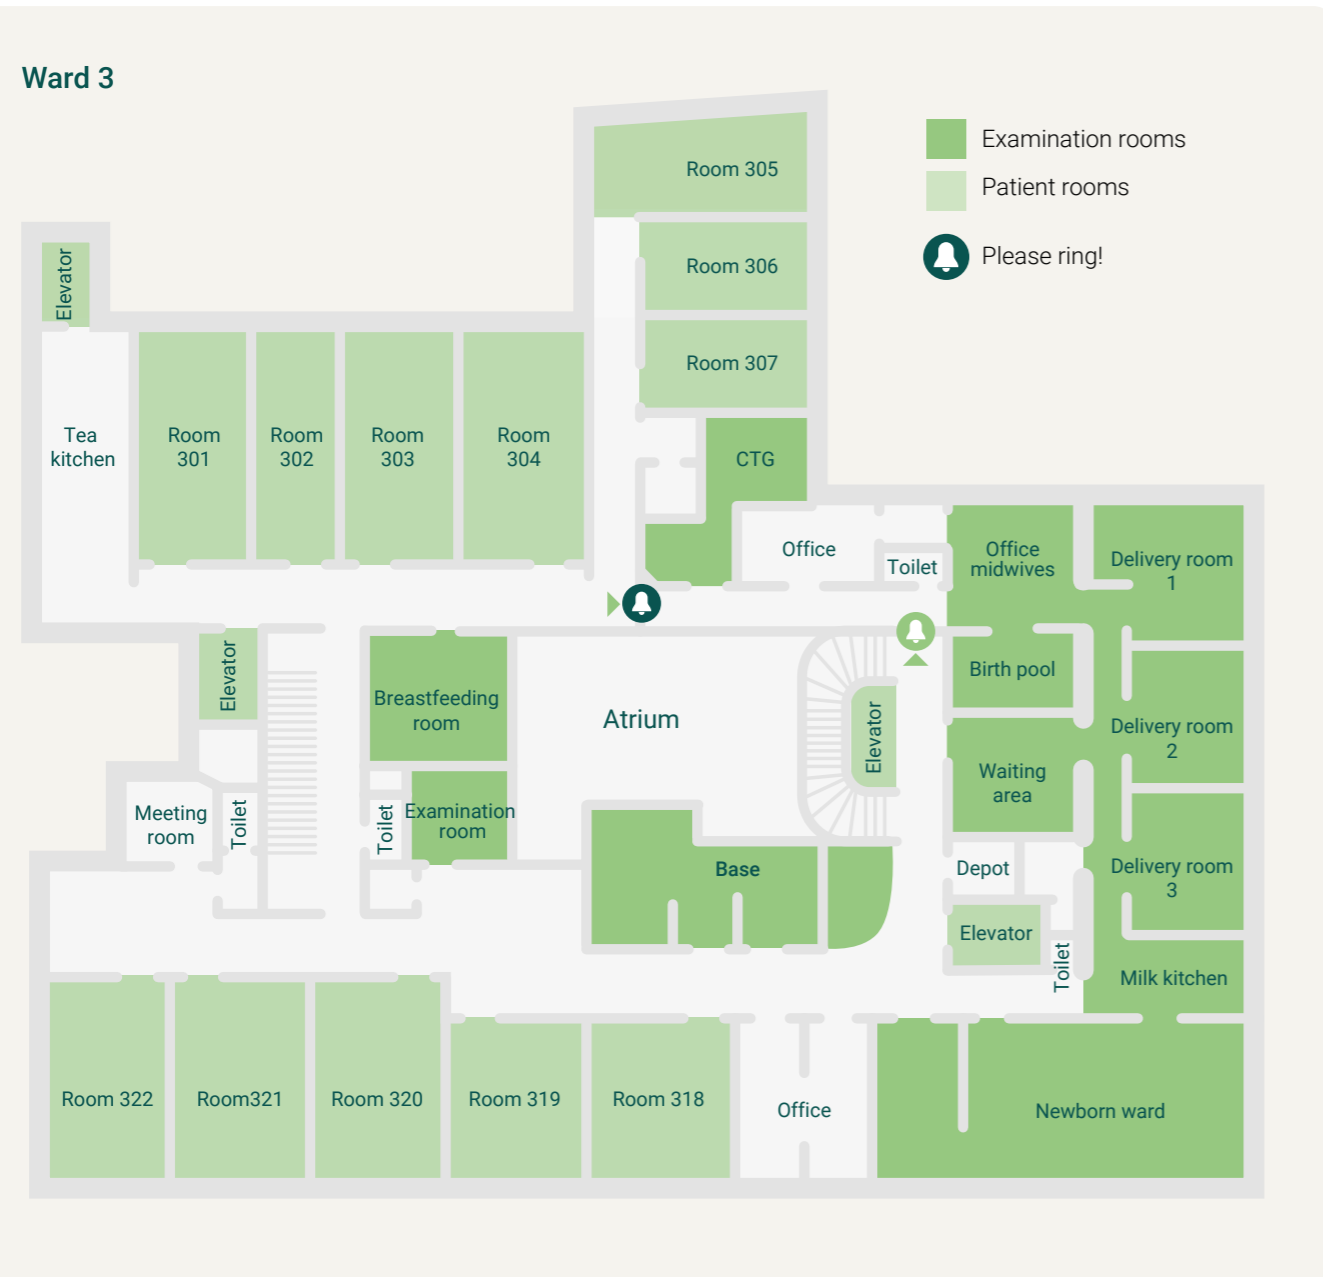 Ward 3
Examination rooms
Patient rooms
Please ring!
Room 305
Room 306
Room 307
Elevator
Tea
kitchen
Room
301
Room
302
Room
303
Room
304
CTG
Office
Toilet
Office
midwives
Delivery room
1
Elevator
Breastfeeding
room
Atrium
Elevator
Birth pool
Delivery room
2
Waiting
area
Meeting
room
Toilet
Toilet
Examination
room
Base
Depot
Delivery room
3
Elevator
Toilet
Milk kitchen
Room 322
Room321
Room 320
Room 319
Room 318
Office
Newborn ward